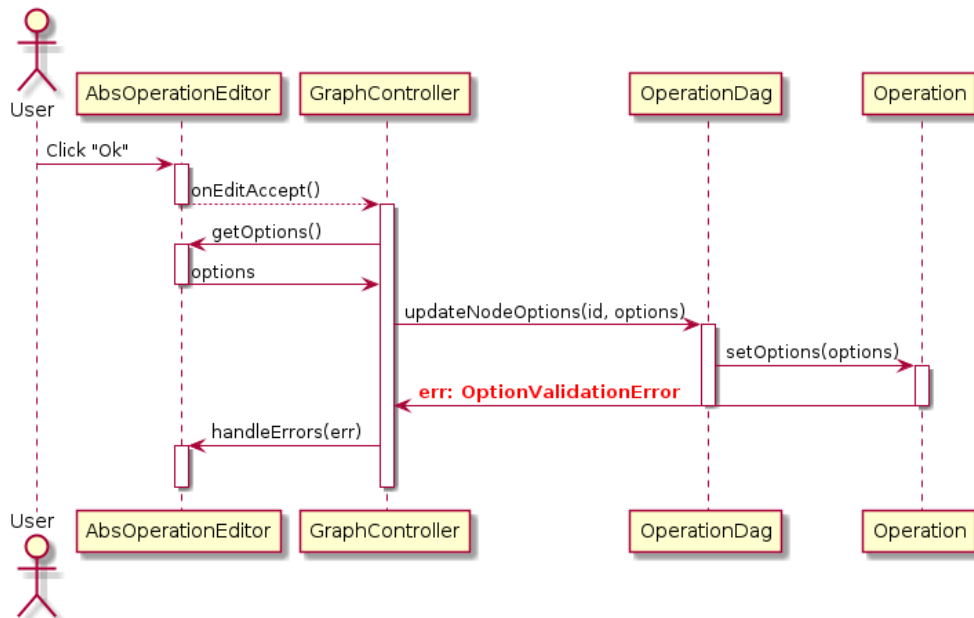 User
AbsOperationEditor
GraphController
OperationDag
Operation
Click "Ok"
onEditAccept()
getOptions()
options
updateNodeOptions(id, options)
setOptions(options)
err: OptionValidationError
handleErrors(err)
User
AbsOperationEditor
GraphController
OperationDag
Operation